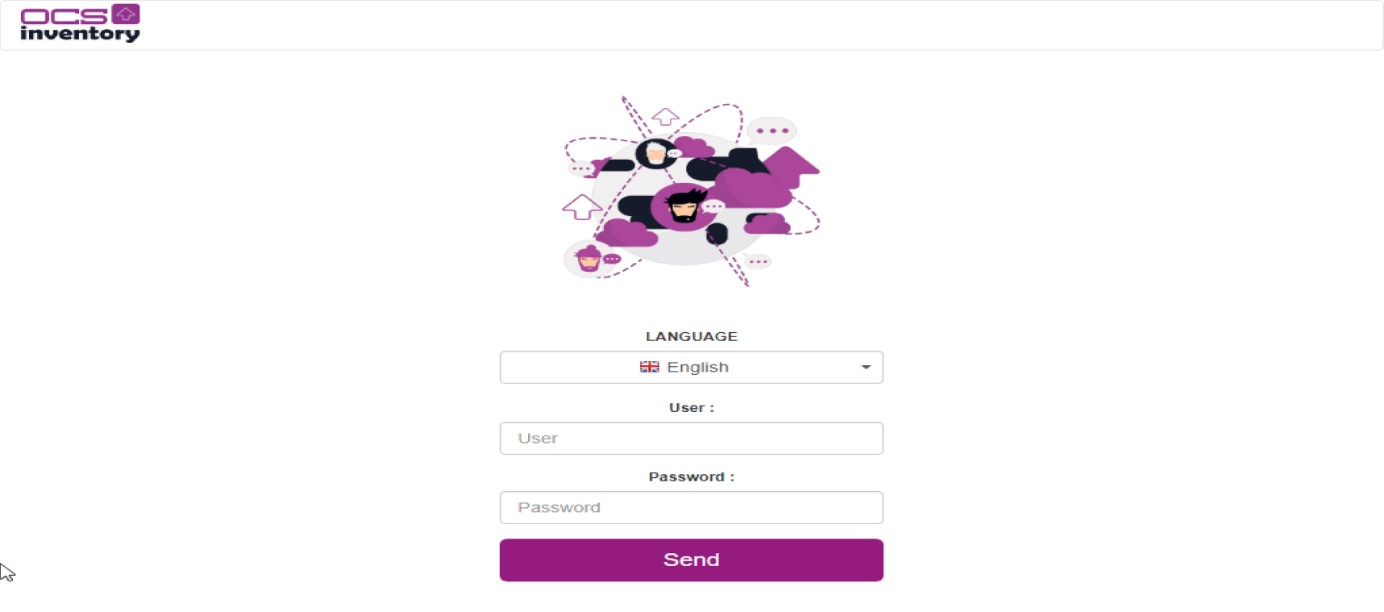 OCS
inventory
LANGUAGE
English
User :
User
Password :
Password
Send